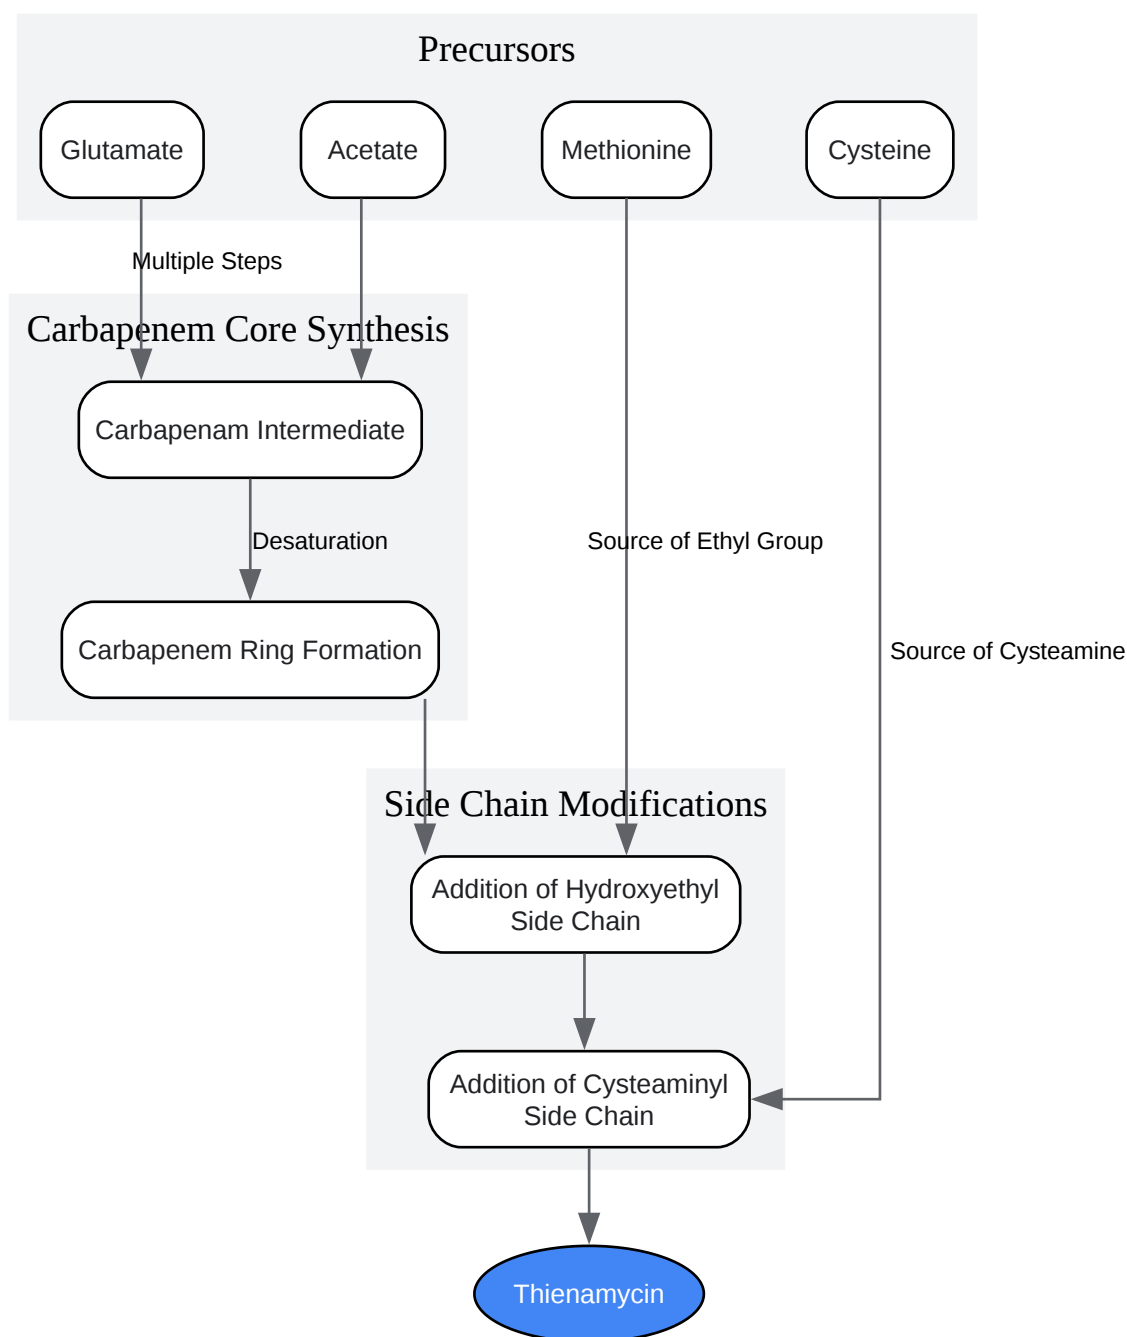 Precursors
Glutamate
Acetate
Methionine
Cysteine
Multiple Steps
Carbapenem Core Synthesis
Carbapenam Intermediate
Desaturation
Source of Ethyl Group
Carbapenem Ring Formation
Source of Cysteamine
Side Chain Modifications
Addition of Hydroxyethyl
Side Chain
Addition of Cysteaminyl
Side Chain
Thienamycin